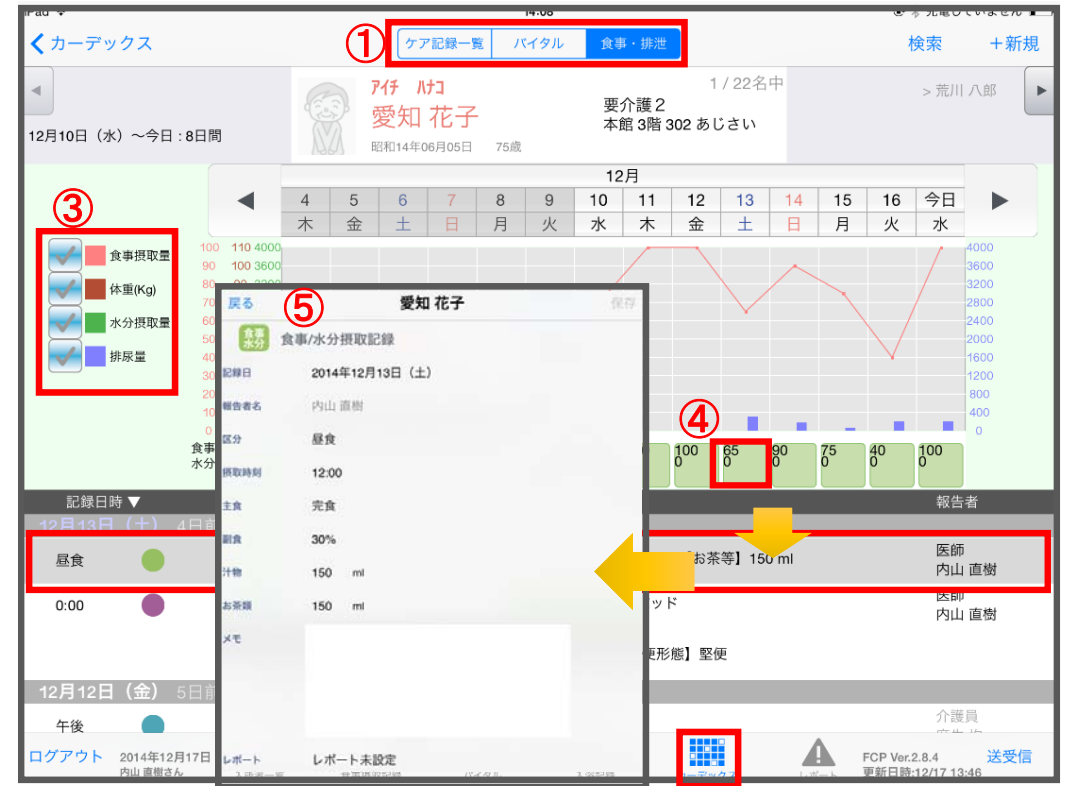 iPad
14:08
充電していません
カーデックス
①
ケア記録一覧 バイタル 食事・排泄
検索 ＋新規
1 / 22名中
アイチ ハナコ
愛知 花子
昭和14年06月05日 75歳
要介護２
本館 3階 302 あじさい
> 荒川 八郎
12月10日（水）～今日 : 8日間
12月
4 5 6 7 8 9 10 11 12 13 14 15 16 今日
木 金 土 日 月 火 水 木 金 土 日 月 火 水
③
食事摂取量
体重(Kg)
水分摂取量
排尿量
100 110 4000
90 100 3600
80
70
60
50
40
30
20
10
0
4000
3600
3200
2800
2400
2000
1600
1200
800
400
0
食事
水分
④
100 65 90 75 40 100
0 0 0 0 0 0
記録日時 ▼
報告者
12月13日（土） 4日前
昼食
【お茶等】150 ml
医師
内山 直樹
0:00
ッド
医師
内山 直樹
便形態】堅便
12月12日（金） 5日前
午後
介護員
⑤
戻る 愛知 花子 保存
食事
水分
食事/水分摂取記録
記録日 2014年12月13日（土）
報告者名 内山 直樹
区分 昼食
摂取時刻 12:00
主食 完食
副食 30%
汁物 150 ml
お茶類 150 ml
メモ
レポート レポート未設定
ログアウト
2014年12月17日
内山 直樹さん
カーデックス
レポート
FCP Ver.2.8.4
更新日時:12/17 13:46
送受信